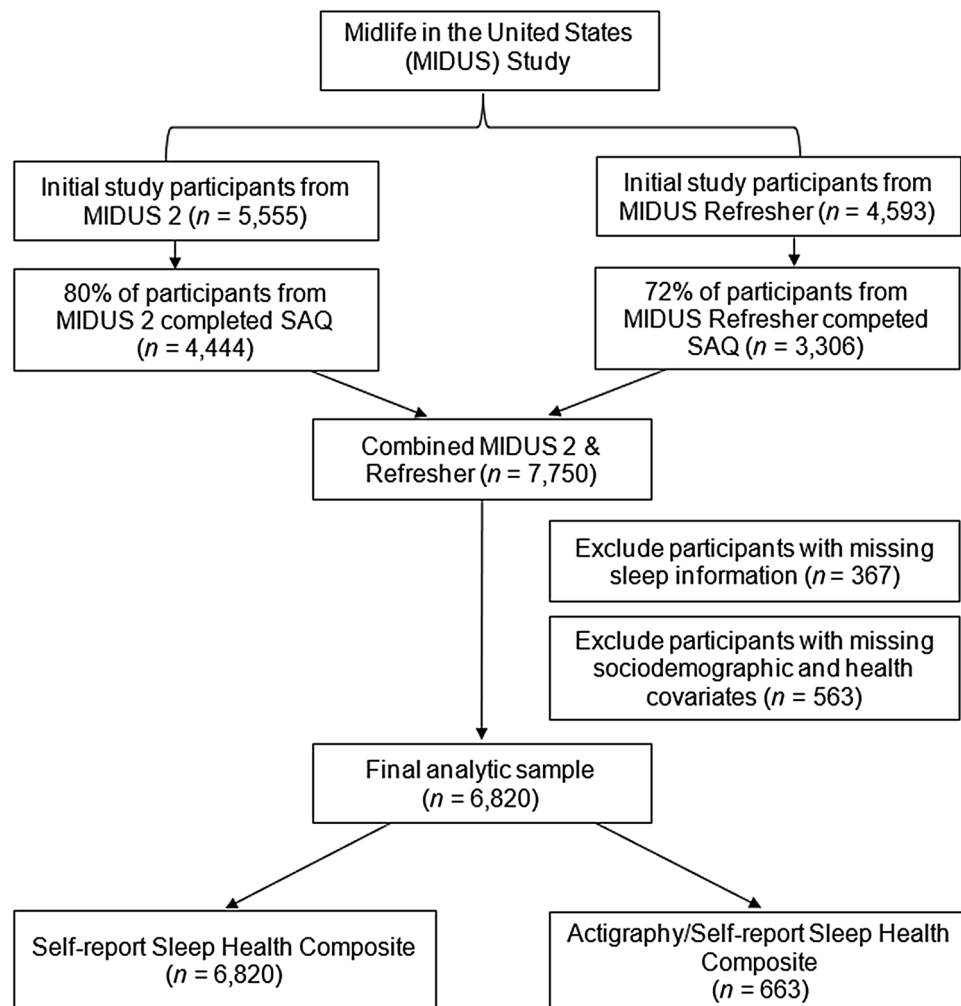 Midlife in the United States
(MIDUS) Study
Initial study participants from
MIDUS 2 (n = 5,555)
Initial study participants from
MIDUS Refresher (n = 4,593)
80% of participants from
MIDUS 2 completed SAQ
(n = 4,444)
72% of participants from
MIDUS Refresher competed
SAQ (n = 3,306)
Combined MIDUS 2 &
Refresher (n = 7,750)
Exclude participants with missing
sleep information (n = 367)
Exclude participants with missing
sociodemographic and health
covariates (n = 563)
Final analytic sample
(n = 6,820)
Self-report Sleep Health Composite
(n = 6,820)
Actigraphy/Self-report Sleep Health
Composite
(n = 663)